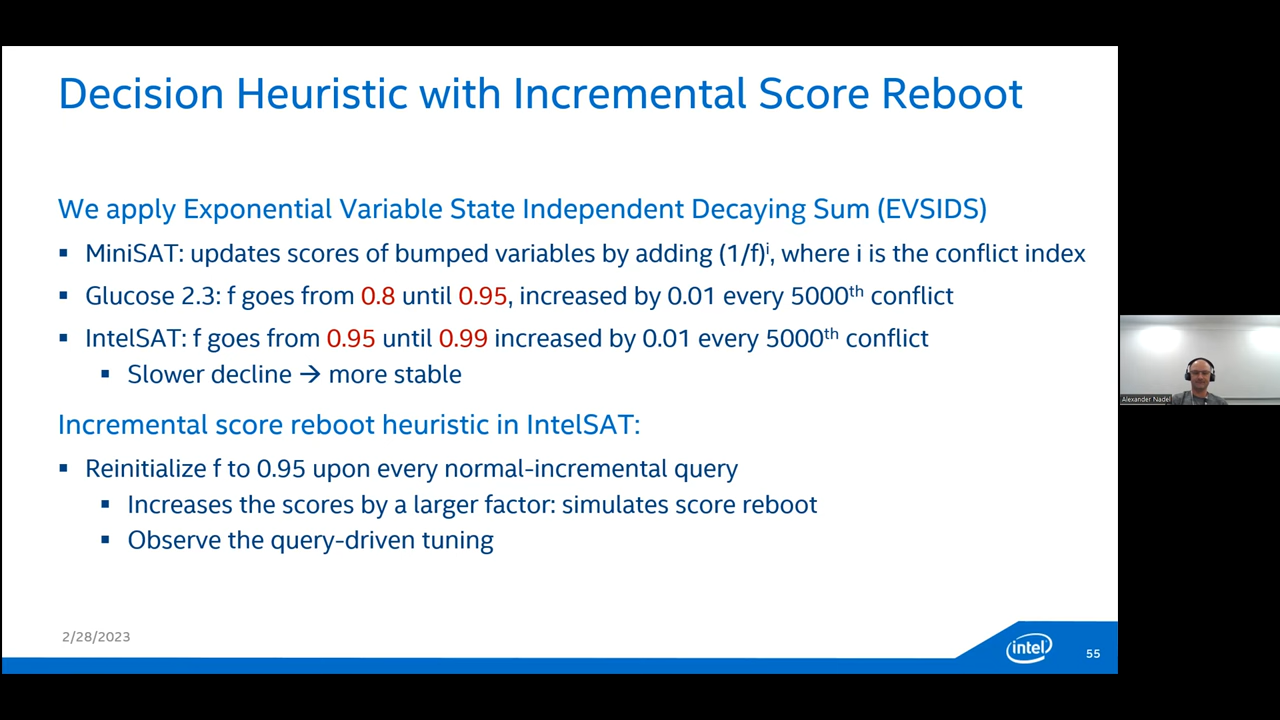 Decision Heuristic with Incremental Score Reboot
We apply Exponential Variable State Independent Decaying Sum (EVSIDS)
▪ MiniSAT: updates scores of bumped variables by adding (1/f)ⁱ, where i is the conflict index
▪ Glucose 2.3: f goes from 0.8 until 0.95, increased by 0.01 every 5000ᵗʰ conflict
▪ IntelSAT: f goes from 0.95 until 0.99 increased by 0.01 every 5000ᵗʰ conflict
▪ Slower decline → more stable
Incremental score reboot heuristic in IntelSAT:
▪ Reinitialize f to 0.95 upon every normal-incremental query
▪ Increases the scores by a larger factor: simulates score reboot
▪ Observe the query-driven tuning
2/28/2023
intel
55
Alexander Nadel